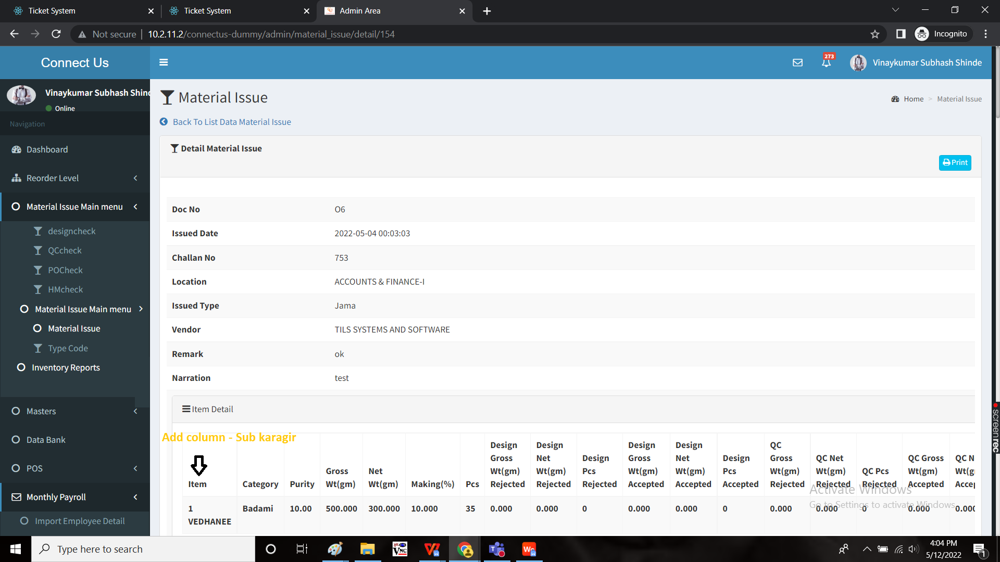 Ticket System
Ticket System
Admin Area
Not secure
10.2.11.2/connectus-dummy/admin/material_issue/detail/154
Incognito
Connect Us
273
Vinaykumar Subhash Shinde
Vinaykumar Subhash Shind
Online
Navigation
Dashboard
Reorder Level
Material Issue Main menu
designcheck
QCcheck
POCheck
HMcheck
Material Issue Main menu
Material Issue
Type Code
Inventory Reports
Masters
Data Bank
POS
Monthly Payroll
Import Employee Detail
Material Issue
Home > Material Issue
Back To List Data Material Issue
Detail Material Issue
Print
Doc No O6
Issued Date 2022-05-04 00:03:03
Challan No 753
Location ACCOUNTS & FINANCE-I
Issued Type Jama
Vendor TILS SYSTEMS AND SOFTWARE
Remark ok
Narration test
Item Detail
Add column - Sub karagir
Item
Category
Purity
Gross
Wt(gm)
Net
Wt(gm)
Making(%)
Pcs
Design
Gross
Wt(gm)
Rejected
Design
Net
Wt(gm)
Rejected
Design
Pcs
Rejected
Design
Gross
Wt(gm)
Accepted
Design
Net
Wt(gm)
Accepted
Design
Pcs
Accepted
QC
Gross
Wt(gm)
Rejected
QC Net
Wt(gm)
Rejected
QC Pcs
Rejected
QC Gross
Wt(gm)
Accepted
QC N
Wt(g
Accep
1
VEDHANEE
Badami 10.00 500.000 300.000 10.000 35 0.000 0.000 0 0.000 0.000 0 0.000 0.000 0 0.000 0.000
Activate Windows
Go to Settings to activate Windows.
screenrec
Type here to search
VNC
4:04 PM
5/12/2022
1